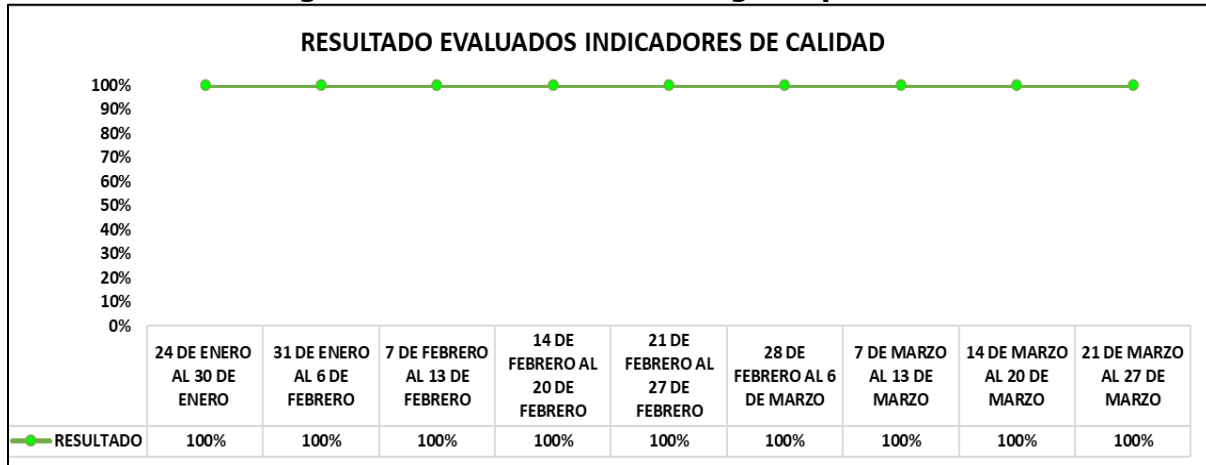 RESULTADO EVALUADOS INDICADORES DE CALIDAD
100%
90%
80%
70%
60%
50%
40%
30%
20%
10%
0%
24 DE ENERO AL 30 DE ENERO
31 DE ENERO AL 6 DE FEBRERO
7 DE FEBRERO AL 13 DE FEBRERO
14 DE FEBRERO AL 20 DE FEBRERO
21 DE FEBRERO AL 27 DE FEBRERO
28 DE FEBRERO AL 6 DE MARZO
7 DE MARZO AL 13 DE MARZO
14 DE MARZO AL 20 DE MARZO
21 DE MARZO AL 27 DE MARZO
RESULTADO 100% 100% 100% 100% 100% 100% 100% 100% 100%